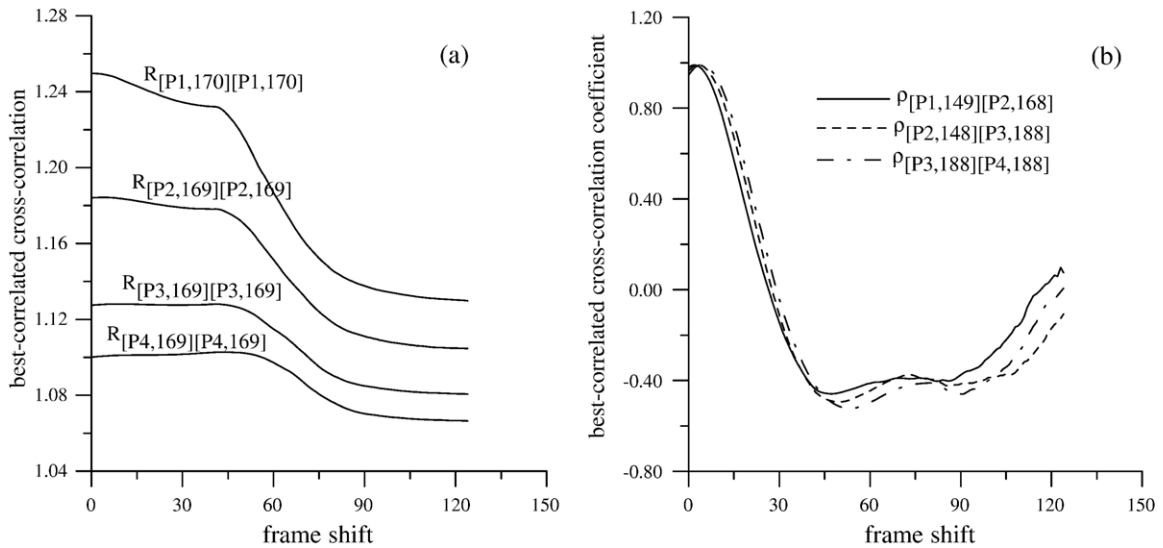 1.28
1.24
1.20
1.16
1.12
1.08
1.04
best-correlated cross-correlation
(a)
R[P1,170][P1,170]
R[P2,169][P2,169]
R[P3,169][P3,169]
R[P4,169][P4,169]
0 30 60 90 120 150
frame shift
1.20
0.80
0.40
0.00
-0.40
-0.80
best-correlated cross-correlation coefficient
(b)
ρ[P1,149][P2,168]
ρ[P2,148][P3,188]
ρ[P3,188][P4,188]
0 30 60 90 120 150
frame shift